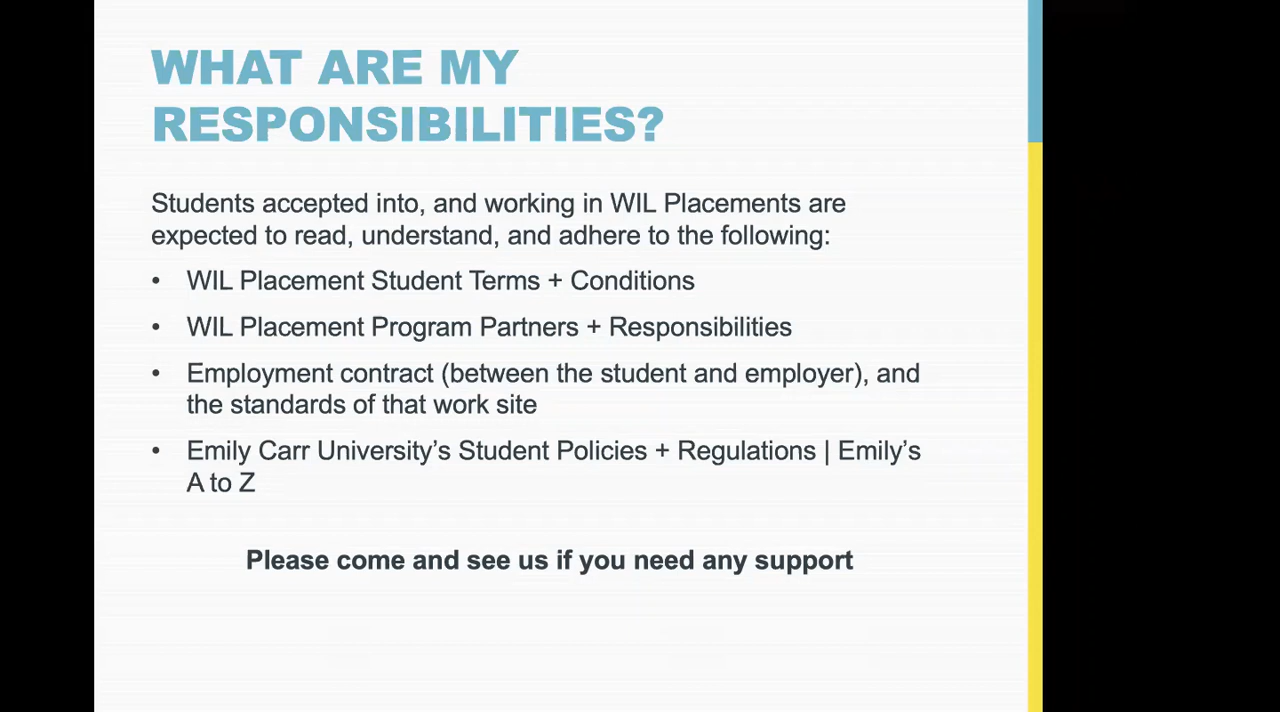 WHAT ARE MY
RESPONSIBILITIES?
Students accepted into, and working in WIL Placements are
expected to read, understand, and adhere to the following:
• WIL Placement Student Terms + Conditions
• WIL Placement Program Partners + Responsibilities
• Employment contract (between the student and employer), and
the standards of that work site
• Emily Carr University’s Student Policies + Regulations | Emily’s
A to Z
Please come and see us if you need any support